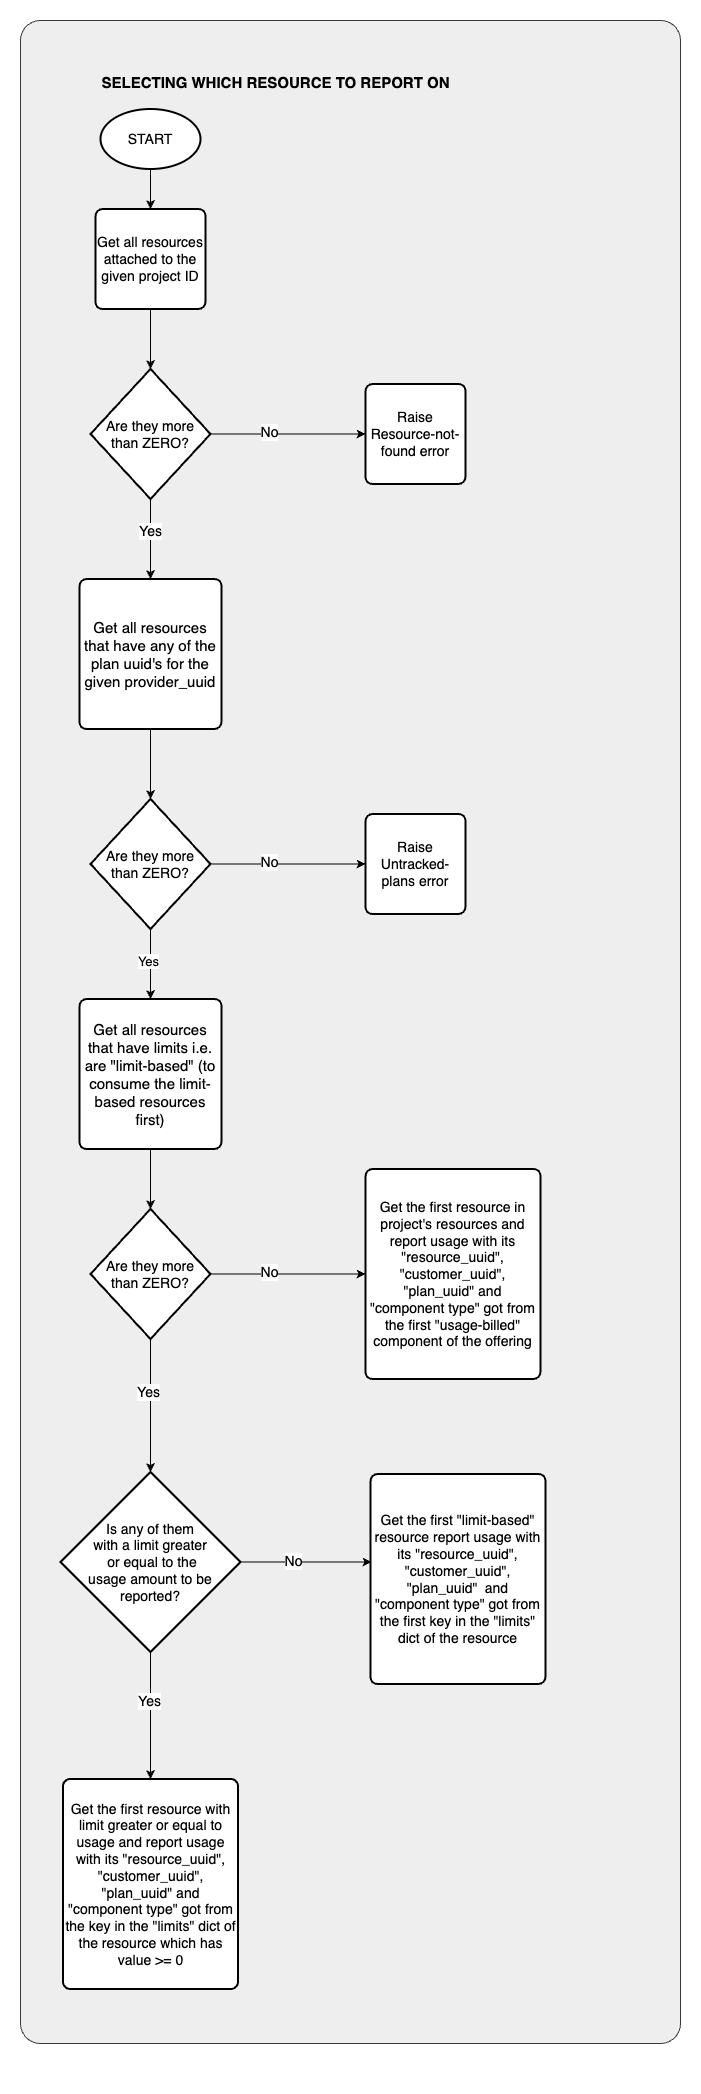 SELECTING WHICH RESOURCE TO REPORT ON
START
Get all resources
attached to the
given project ID
Are they more
than ZERO?
No
Raise
Resource-not-
found error
Yes
Get all resources
that have any of the
plan uuid's for the
given provider_uuid
Are they more
than ZERO?
No
Raise
Untracked-
plans error
Yes
Get all resources
that have limits i.e.
are "limit-based" (to
consume the limit-
based resources
first)
Are they more
than ZERO?
No
Get the first resource in
project's resources and
report usage with its
"resource_uuid",
"customer_uuid",
"plan_uuid" and
"component type" got from
the first "usage-billed"
component of the offering
Yes
Is any of them
with a limit greater
or equal to the
usage amount to be
reported?
No
Get the first "limit-based"
resource report usage with
its "resource_uuid",
"customer_uuid",
"plan_uuid"  and
"component type" got from
the first key in the "limits"
dict of the resource
Yes
Get the first resource with
limit greater or equal to
usage and report usage
with its "resource_uuid",
"customer_uuid",
"plan_uuid" and
"component type" got from
the key in the "limits" dict of
the resource which has
value >= 0